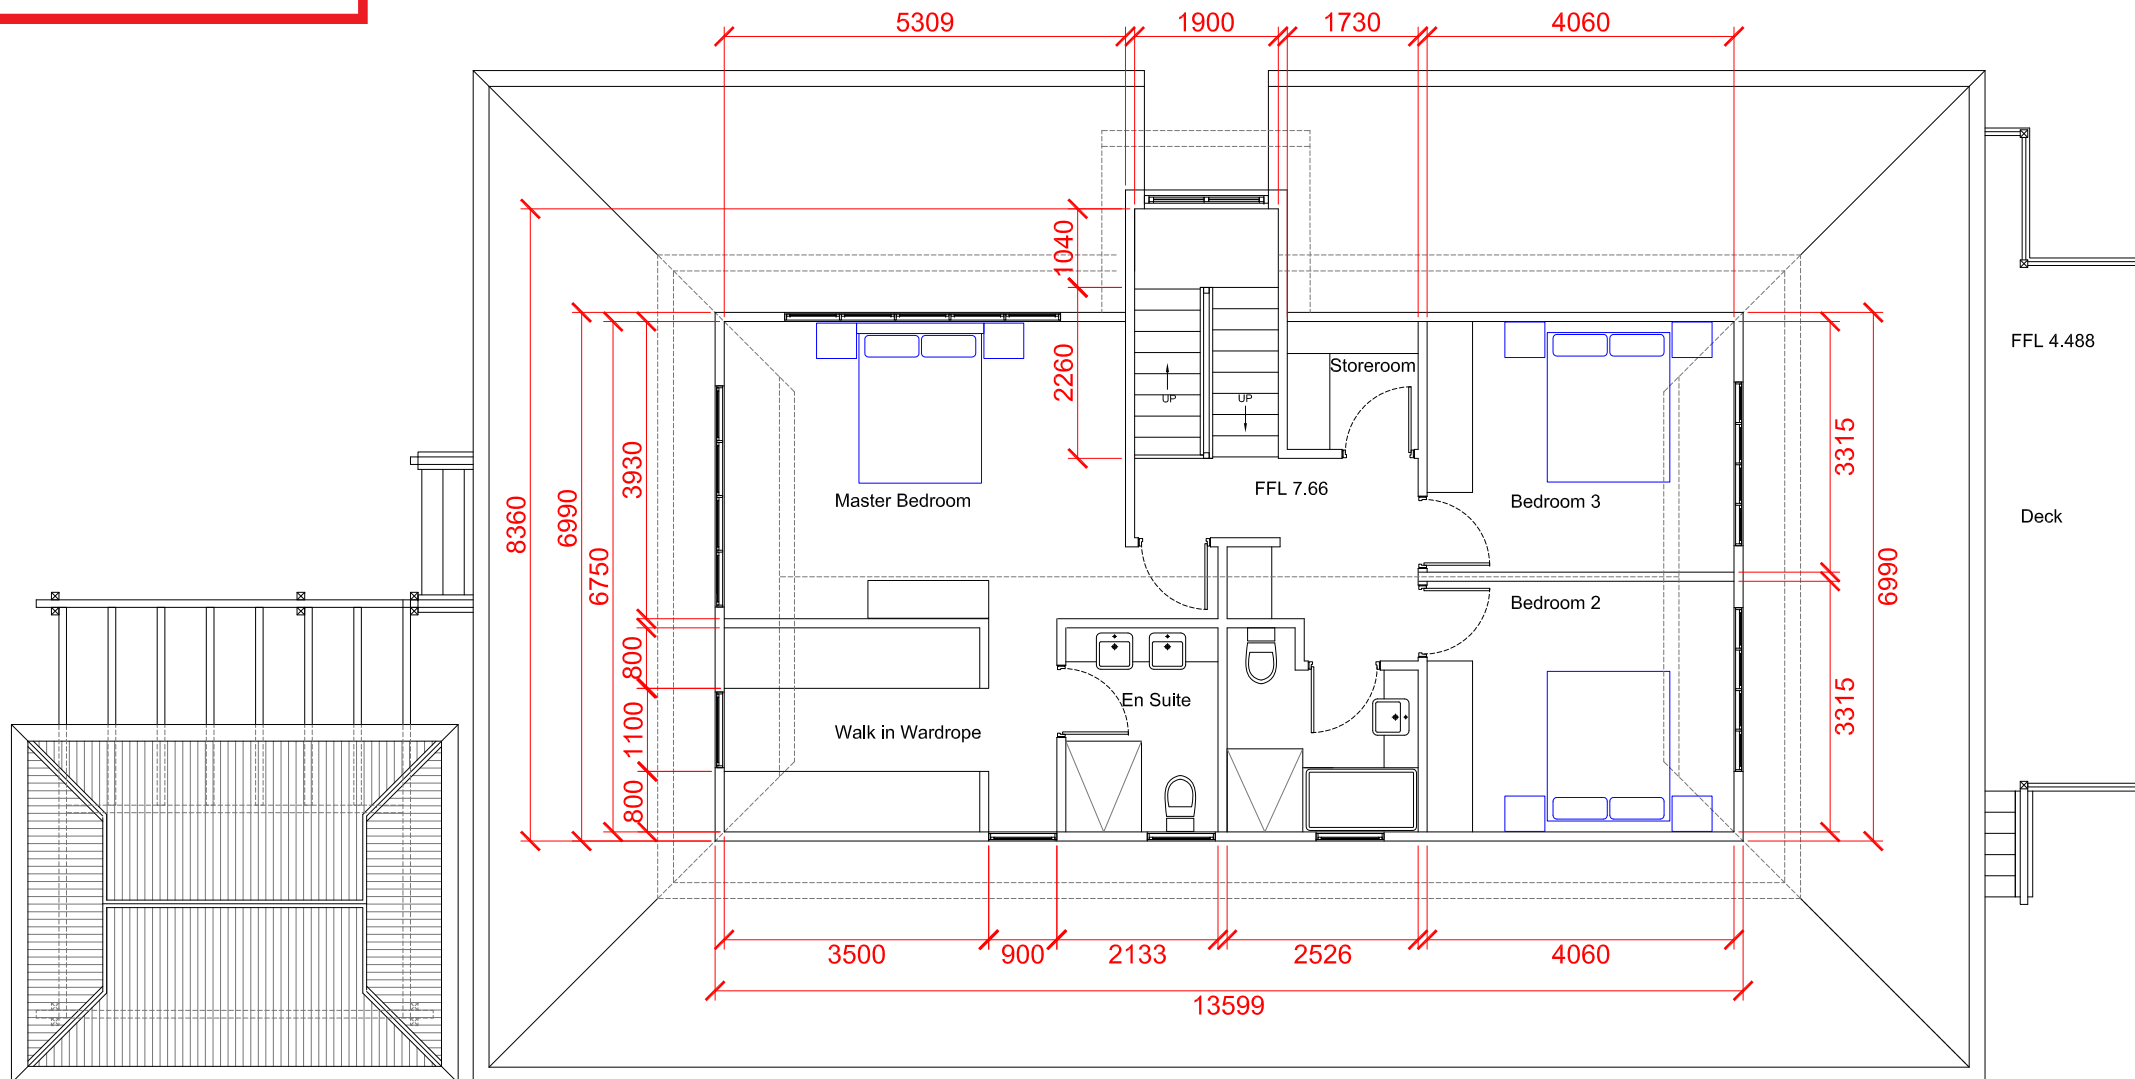 5309
1900
1730
4060
1040
2260
FFL 4.488
Storeroom
UP
UP
3930
3315
8360
6990
6750
Master Bedroom
FFL 7.66
Bedroom 3
Deck
6990
Bedroom 2
800
En Suite
3315
1100
Walk in Wardrope
800
3500
900
2133
2526
4060
13599